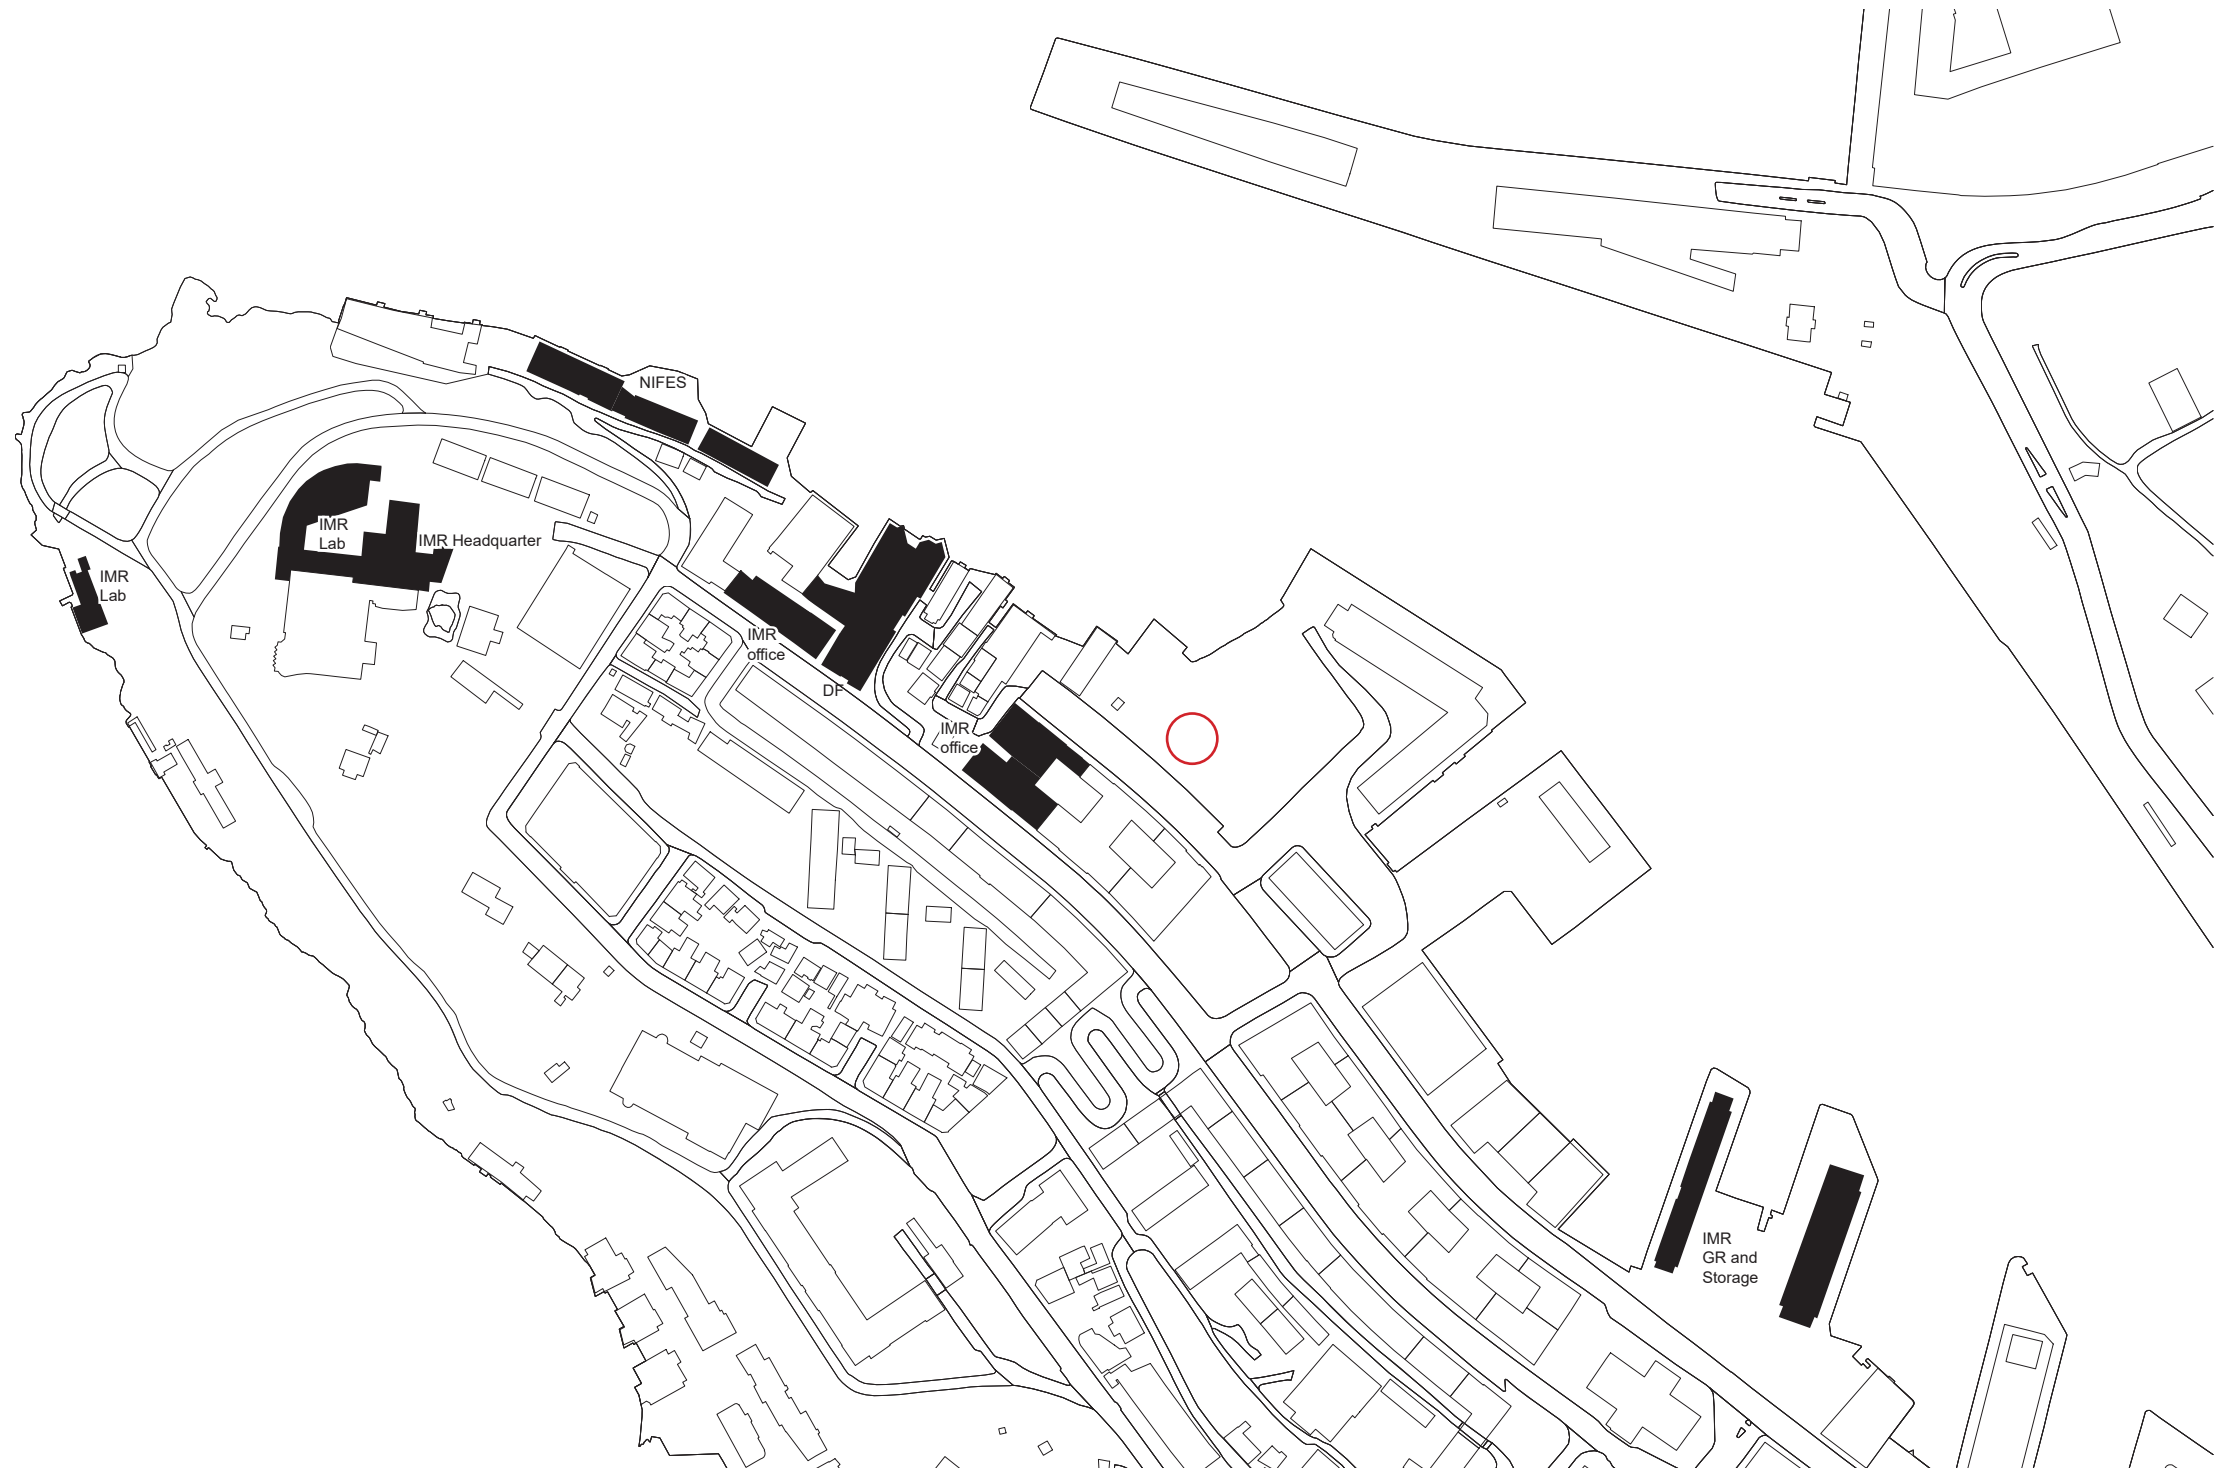 NIFES
IMR
Lab
IMR Headquarter
IMR
Lab
IMR
office
DF
IMR
office
IMR
GR and
Storage